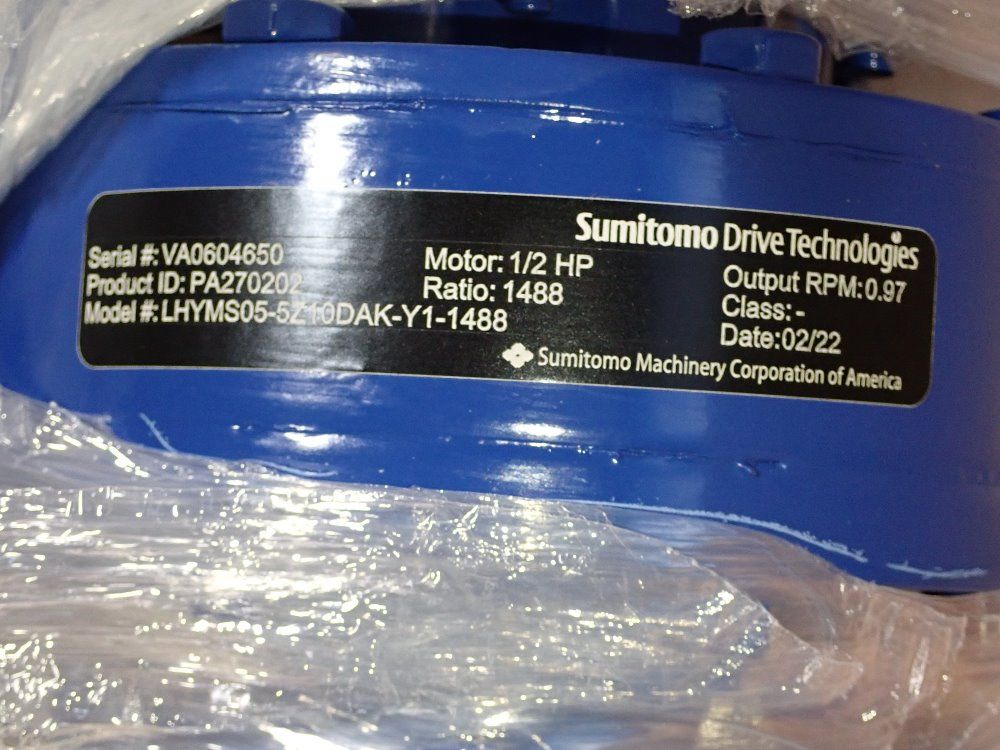 Sumitomo Drive Technologies
Serial #: VA0604650
Product ID: PA270202
Model #: LHYMS05-5Z10DAK-Y1-1488
Motor: 1/2 HP
Ratio: 1488
Output RPM: 0.97
Class: -
Date: 02/22
Sumitomo Machinery Corporation of America